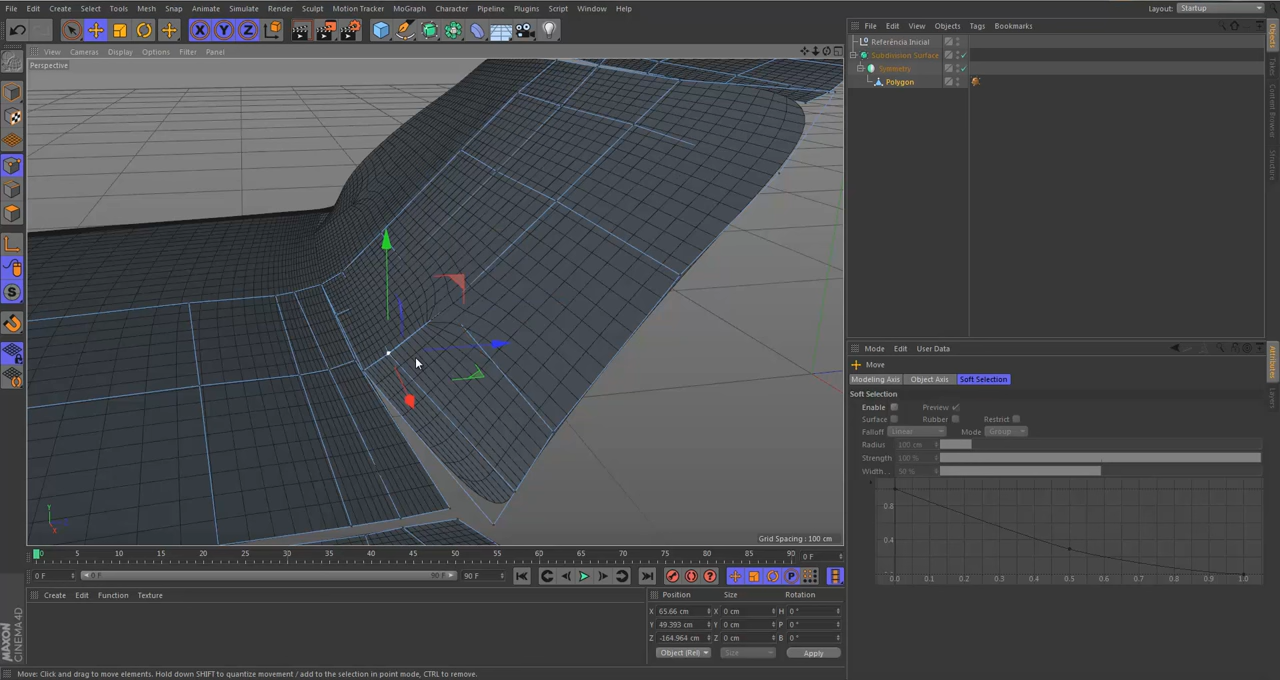 File Edit Create Select Tools Mesh Snap Animate Simulate Render Sculpt Motion Tracker MoGraph Character Pipeline Plugins Script Window Help
Layout: Startup
File Edit View Objects Tags Bookmarks
View Cameras Display Options Filter Panel
Perspective
Referência Inicial
Subdivision Surface
Symmetry
Polygon
Objects
Takes
Content Browser
Structure
Mode Edit User Data
Move
Modeling Axis Object Axis Soft Selection
Soft Selection
Enable Preview
Surface Rubber Restrict
Falloff Linear Mode Group
Radius 100 cm
Strength 100 %
Width... 50 %
0.8
0.4
0.0 0.1 0.2 0.3 0.4 0.5 0.6 0.7 0.8 0.9 1.0
Attributes
Layers
Y
X
Grid Spacing : 100 cm
0 5 10 15 20 25 30 35 40 45 50 55 60 65 70 75 80 85 90 0 F
0 F 0 F 90 F 90 F
Create Edit Function Texture
Position Size Rotation
X 65.66 cm X 0 cm H 0 °
Y 49.393 cm Y 0 cm P 0 °
Z -164.964 cm Z 0 cm B 0 °
Object (Rel) Size Apply
MAXON CINEMA4D
Move: Click and drag to move elements. Hold down SHIFT to quantize movement / add to the selection in point mode, CTRL to remove.